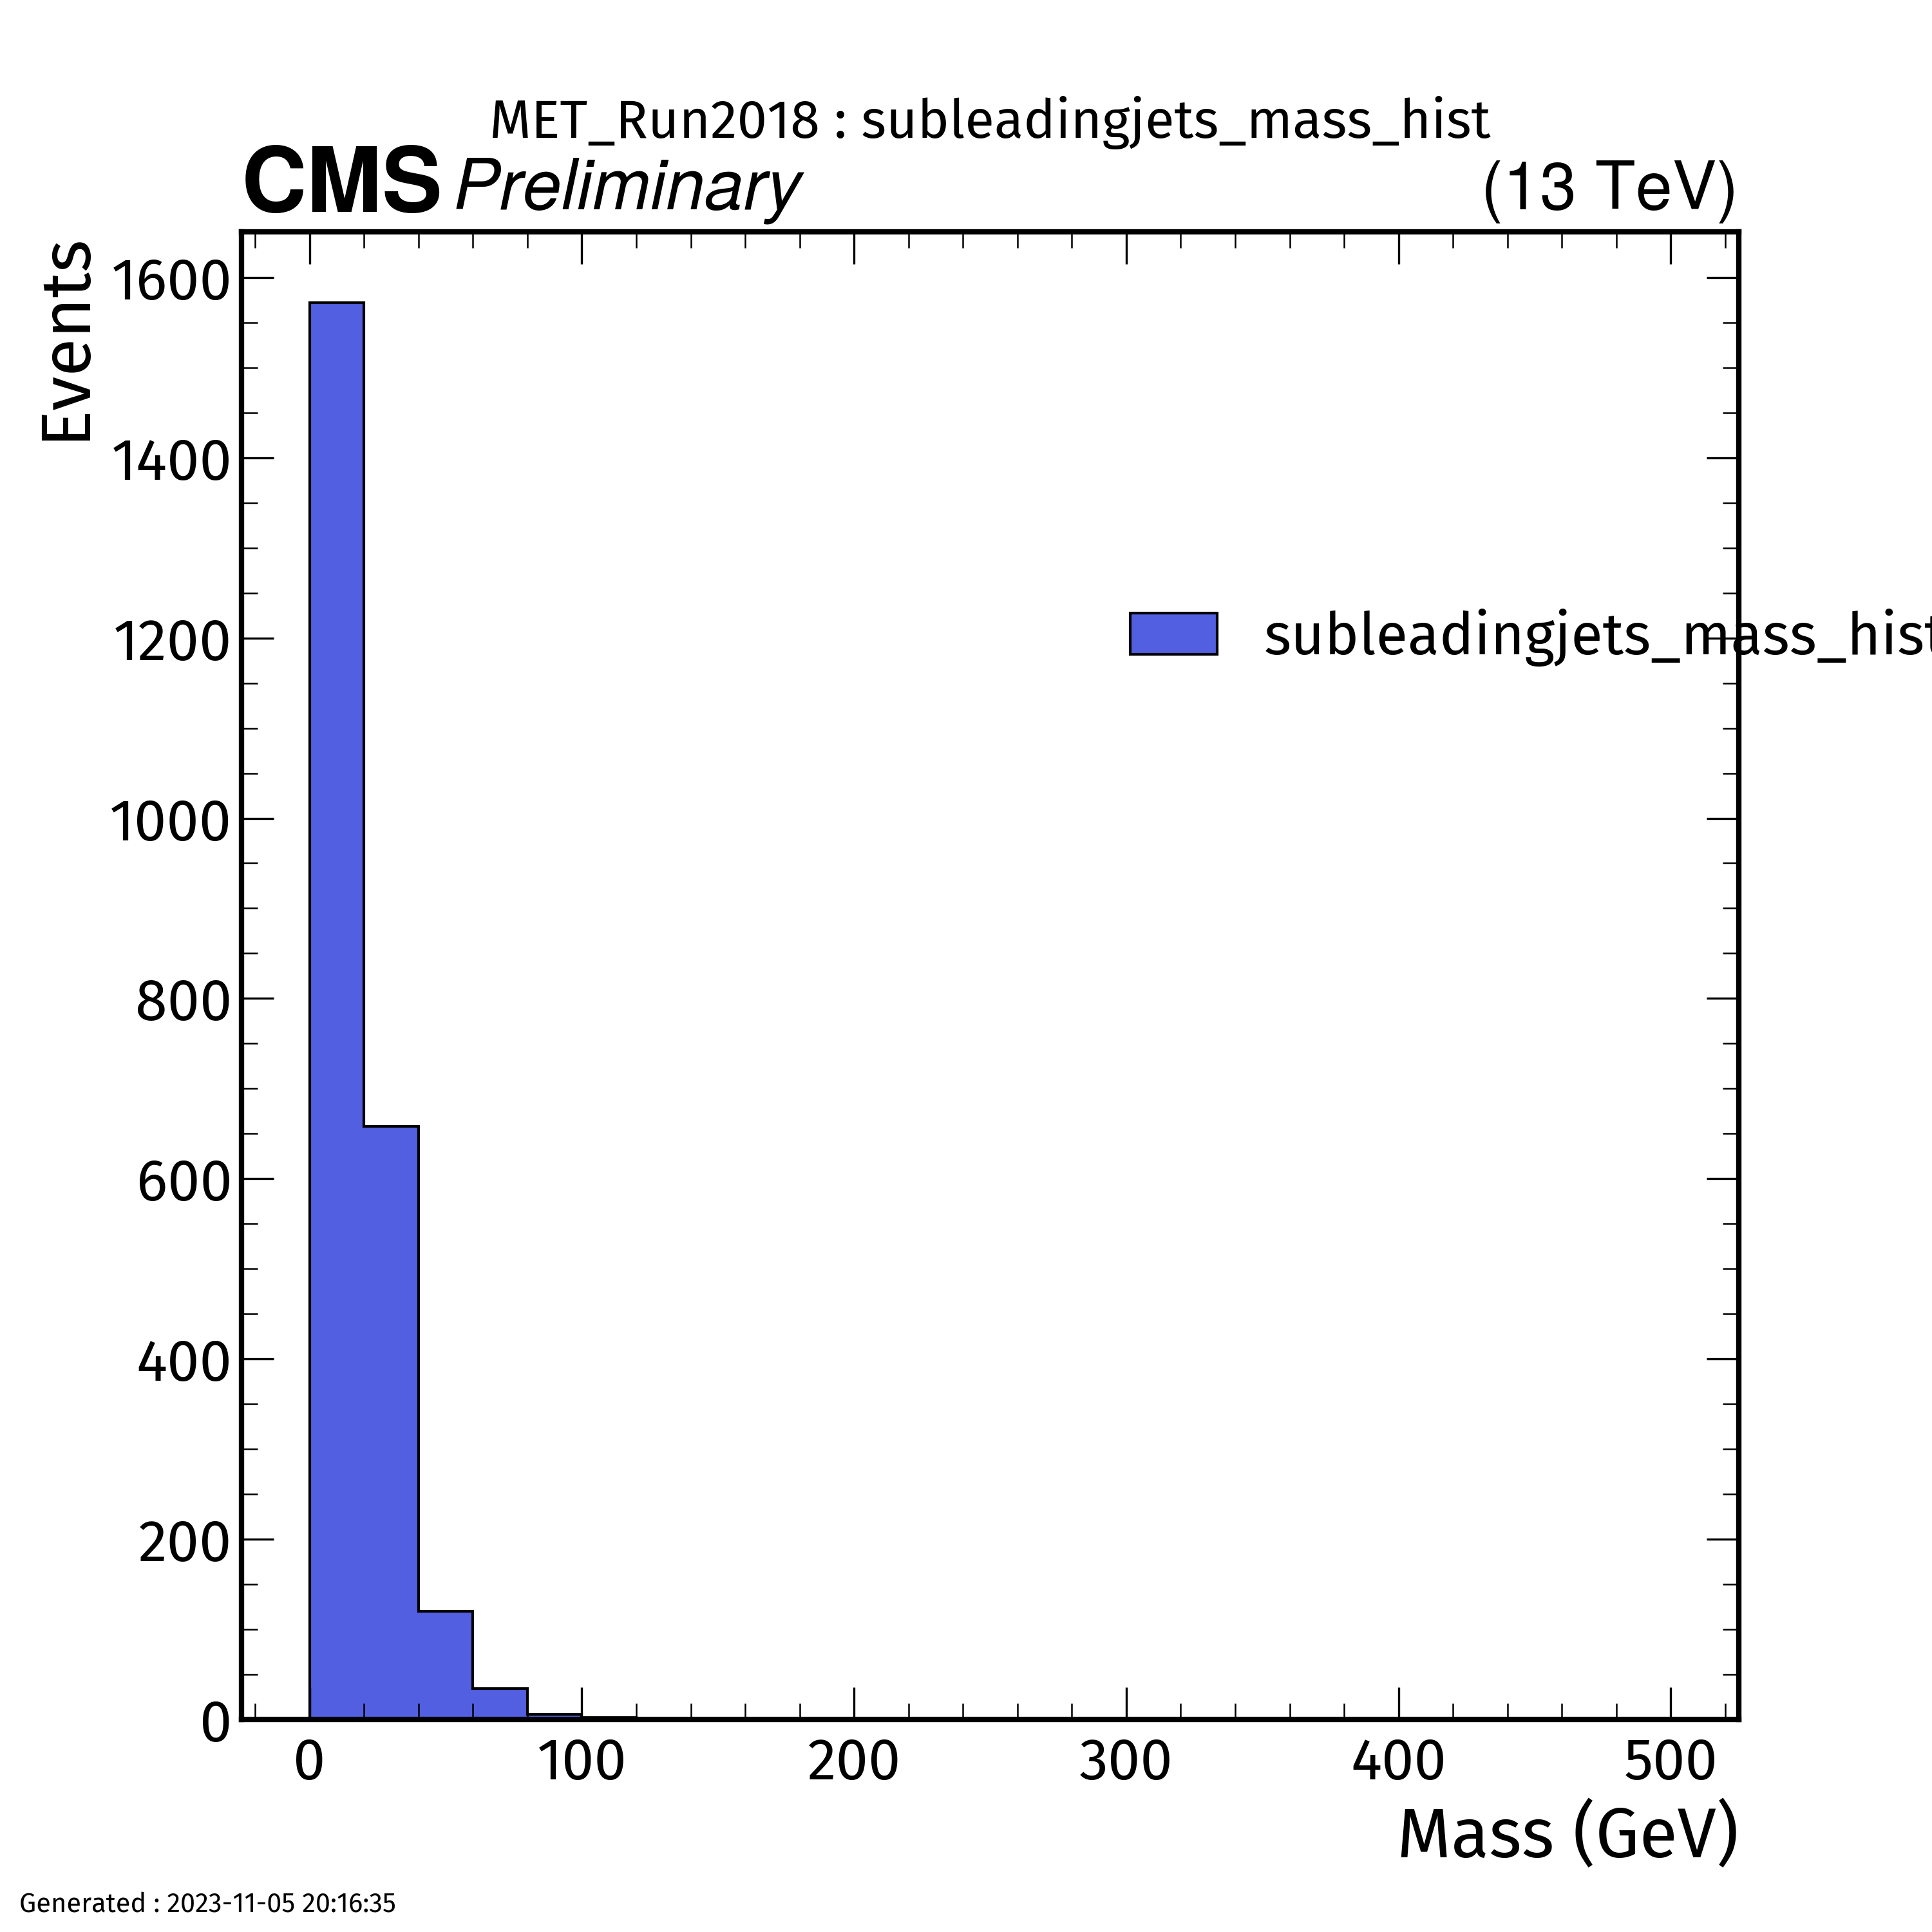 MET_Run2018 : subleadingjets_mass_hist
CMS Preliminary (13 TeV)
Events
1600
1400
1200
1000
800
600
400
200
0
subleadingjets_mass_hist
0 100 200 300 400 500
Mass (GeV)
Generated : 2023-11-05 20:16:35